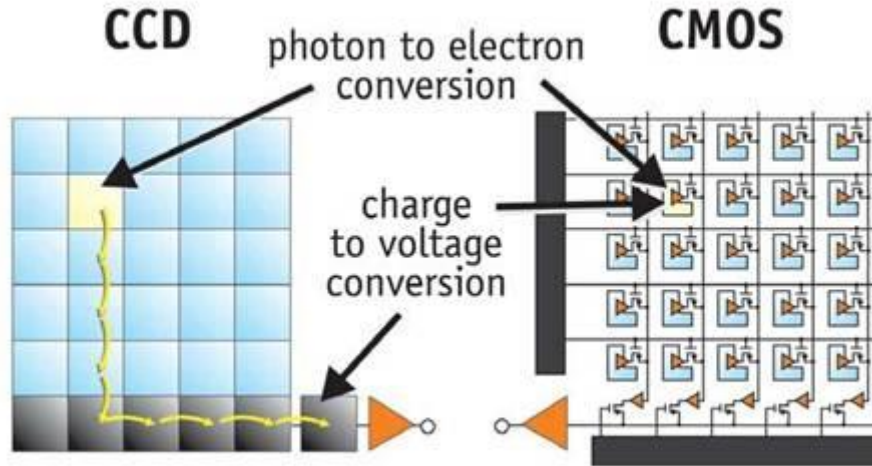 CCD
CMOS
photon to electron
conversion
charge
to voltage
conversion